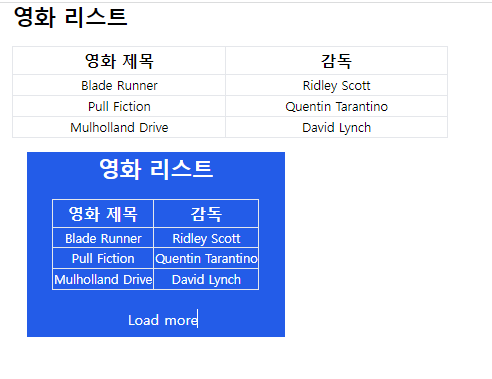 영화 리스트
영화 제목 감독
Blade Runner Ridley Scott
Pull Fiction Quentin Tarantino
Mulholland Drive David Lynch
영화 리스트
영화 제목 감독
Blade Runner Ridley Scott
Pull Fiction Quentin Tarantino
Mulholland Drive David Lynch
Load more